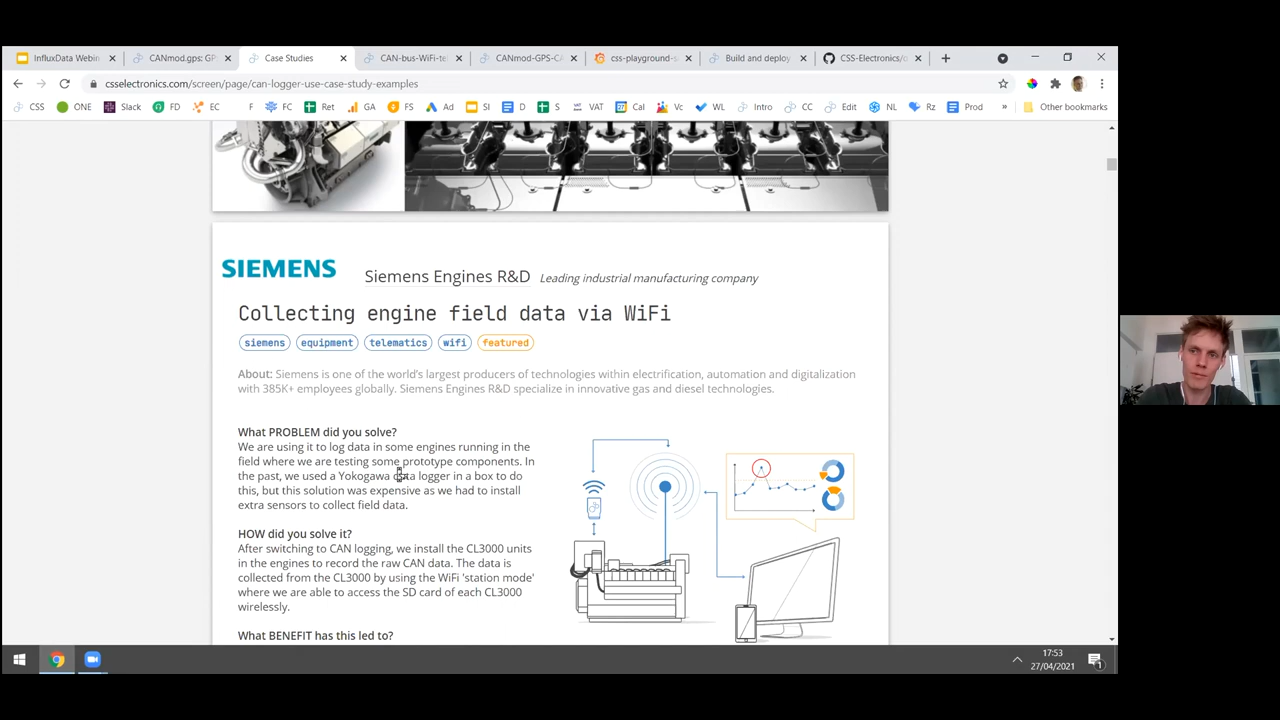 InfluxData Webin
CANmod.gps: GP
Case Studies
CAN-bus-WiFi-te
CANmod-GPS-CA
css-playground-s
Build and deploy
CSS-Electronics/d
csselectronics.com/screen/page/can-logger-use-case-study-examples
CSS ONE Slack FD EC F FC Ret GA FS Ad SI D S VAT Cal Vc WL Intro CC Edit NL Rz Prod » Other bookmarks
SIEMENS
Siemens Engines R&D Leading industrial manufacturing company
Collecting engine field data via WiFi
siemens equipment telematics wifi featured
About: Siemens is one of the world's largest producers of technologies within electrification, automation and digitalization
with 385K+ employees globally. Siemens Engines R&D specialize in innovative gas and diesel technologies.
What PROBLEM did you solve?
We are using it to log data in some engines running in the
field where we are testing some prototype components. In
the past, we used a Yokogawa data logger in a box to do
this, but this solution was expensive as we had to install
extra sensors to collect field data.
HOW did you solve it?
After switching to CAN logging, we install the CL3000 units
in the engines to record the raw CAN data. The data is
collected from the CL3000 by using the WiFi 'station mode'
where we are able to access the SD card of each CL3000
wirelessly.
What BENEFIT has this led to?
17:53
27/04/2021
1